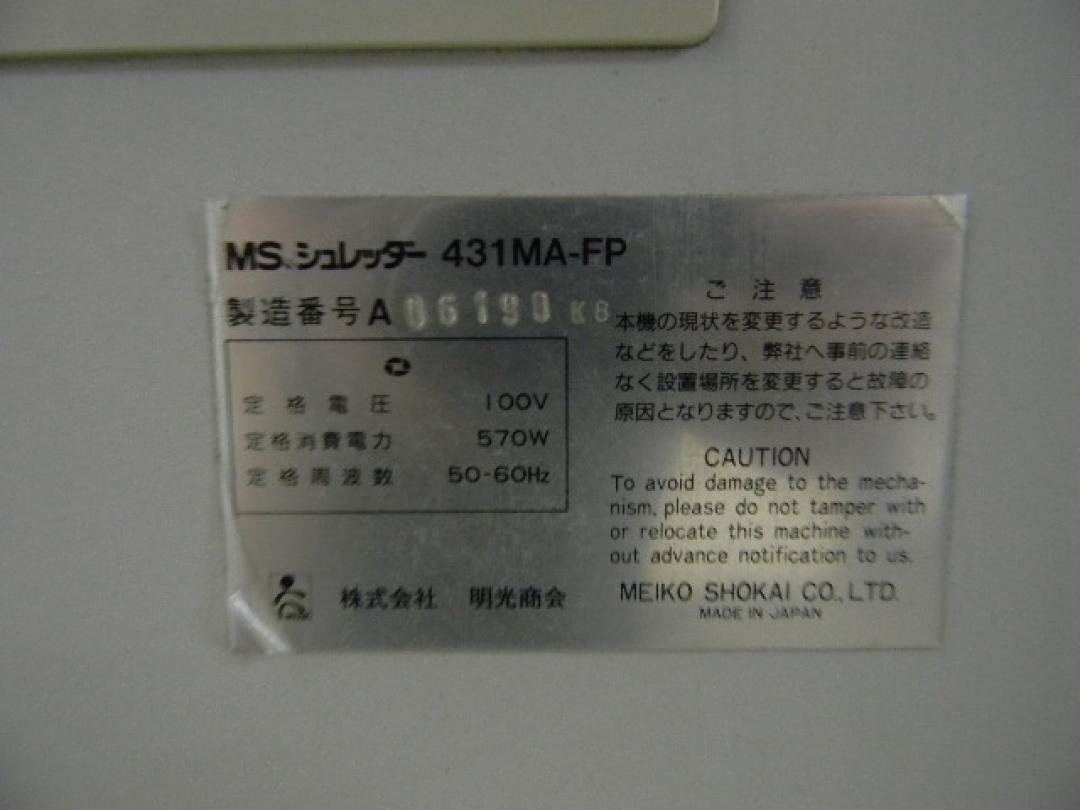 MS.シュレッダー 431MA-FP
製造番号A 06190 K8
定格電圧 100V
定格消費電力 570W
定格周波数 50-60Hz
株式会社 明光商会
ご注意
本機の現状を変更するような改造
などをしたり、弊社へ事前の連絡
なく設置場所を変更すると故障の
原因となりますので、ご注意下さい。
CAUTION
To avoid damage to the mecha-
nism, please do not tamper with
or relocate this machine with-
out advance notification to us.
MEIKO SHOKAI CO., LTD.
MADE IN JAPAN